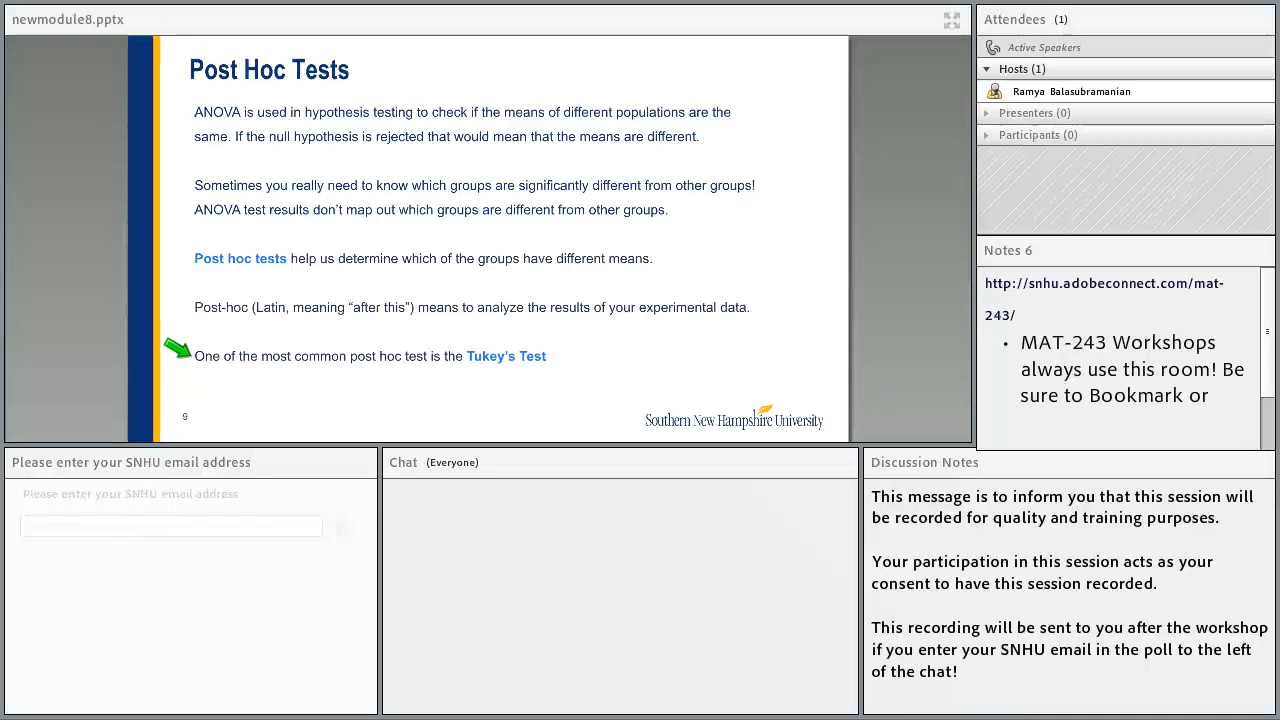 newmodule8.pptx
Post Hoc Tests
ANOVA is used in hypothesis testing to check if the means of different populations are the
same. If the null hypothesis is rejected that would mean that the means are different.
Sometimes you really need to know which groups are significantly different from other groups!
ANOVA test results don’t map out which groups are different from other groups.
Post hoc tests help us determine which of the groups have different means.
Post-hoc (Latin, meaning “after this”) means to analyze the results of your experimental data.
One of the most common post hoc test is the Tukey’s Test
9
Southern New Hampshire University
Attendees (1)
Active Speakers
Hosts (1)
Ramya Balasubramanian
Presenters (0)
Participants (0)
Notes 6
http://snhu.adobeconnect.com/mat-
243/
• MAT-243 Workshops
always use this room! Be
sure to Bookmark or
Please enter your SNHU email address
Please enter your SNHU email address
Chat (Everyone)
Discussion Notes
This message is to inform you that this session will
be recorded for quality and training purposes.
Your participation in this session acts as your
consent to have this session recorded.
This recording will be sent to you after the workshop
if you enter your SNHU email in the poll to the left
of the chat!